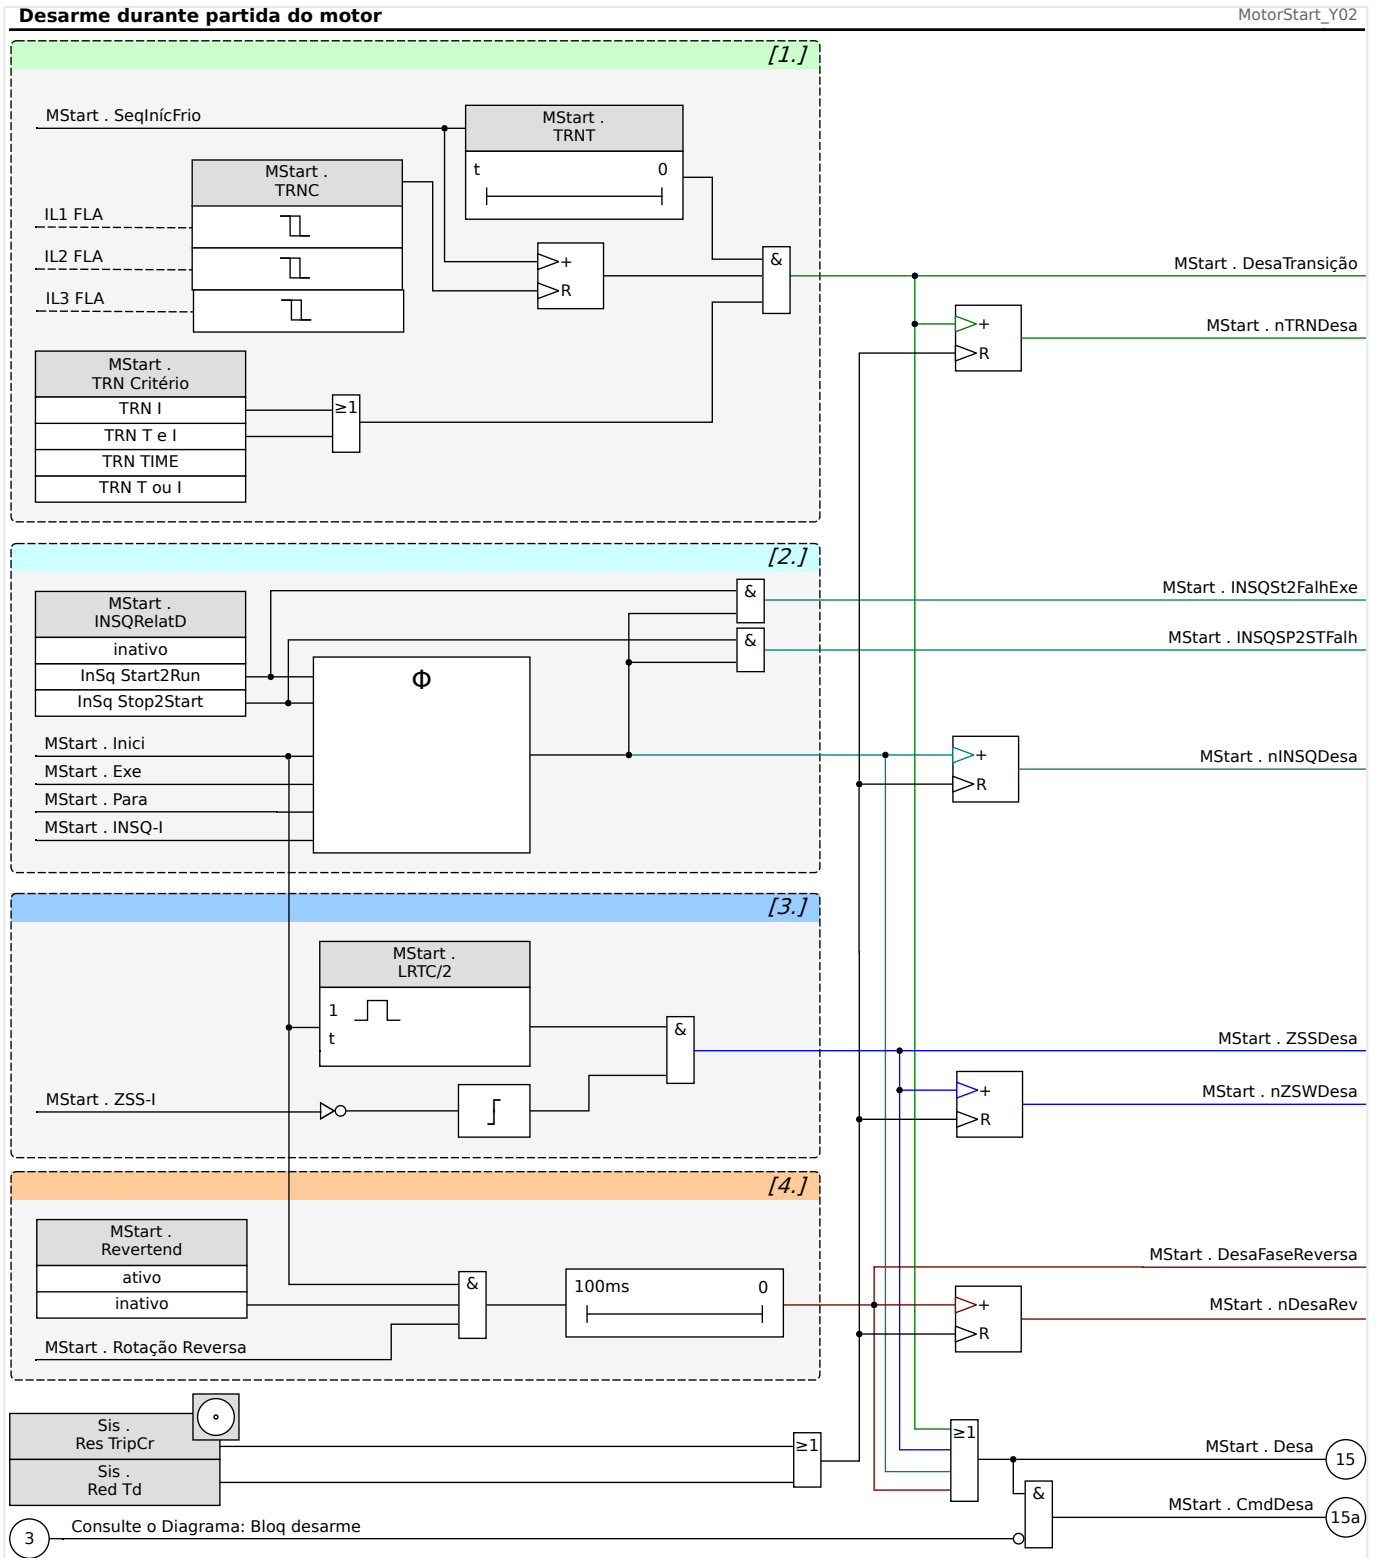 Desarme durante partida do motor
MotorStart_Y02
[1.]
MStart . SeqInícFrio
MStart .
TRNT
t 0
MStart .
TRNC
IL1 FLA
IL2 FLA
IL3 FLA
+
R
&
MStart . DesaTransição
+
R
MStart . nTRNDesa
MStart .
TRN Critério
TRN I
TRN T e I
TRN TIME
TRN T ou I
≥1
[2.]
MStart .
INSQRelatD
inativo
InSq Start2Run
InSq Stop2Start
Φ
&
MStart . INSQSt2FalhExe
&
MStart . INSQSP2STFalh
MStart . Inici
MStart . Exe
MStart . Para
MStart . INSQ-I
+
R
MStart . nINSQDesa
[3.]
MStart .
LRTC/2
1
t
&
MStart . ZSSDesa
MStart . ZSS-I
+
R
MStart . nZSWDesa
[4.]
MStart .
Revertend
ativo
inativo
MStart . Rotação Reversa
&
100ms 0
MStart . DesaFaseReversa
+
R
MStart . nDesaRev
Sis .
Res TripCr
Sis .
Red Td
≥1
≥1
MStart . Desa
15
&
MStart . CmdDesa
15a
3
Consulte o Diagrama: Bloq desarme